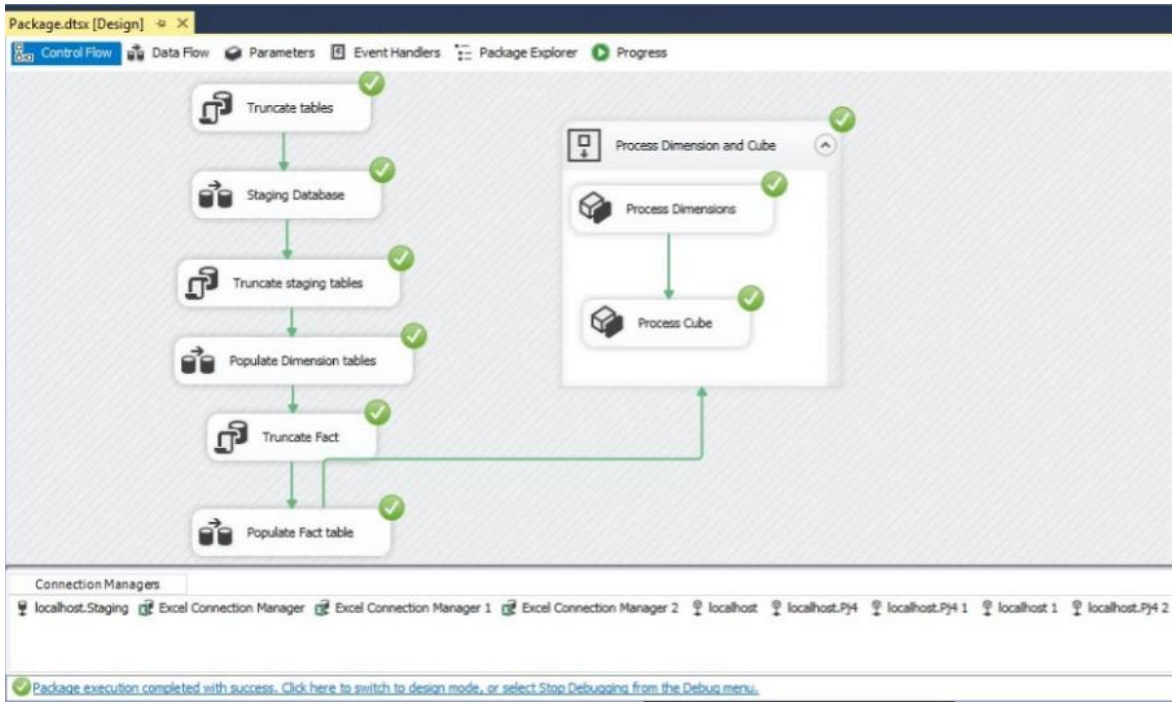 Package.dtsx [Design]
Control Flow Data Flow Parameters Event Handlers Package Explorer Progress
Truncate tables
Staging Database
Truncate staging tables
Populate Dimension tables
Truncate Fact
Populate Fact table
Process Dimension and Cube
Process Dimensions
Process Cube
Connection Managers
localhost.Staging Excel Connection Manager Excel Connection Manager 1 Excel Connection Manager 2 localhost localhost.PJ4 localhost.PJ4 1 localhost 1 localhost.PJ4 2
Package execution completed with success. Click here to switch to design mode, or select Stop Debugging from the Debug menu.